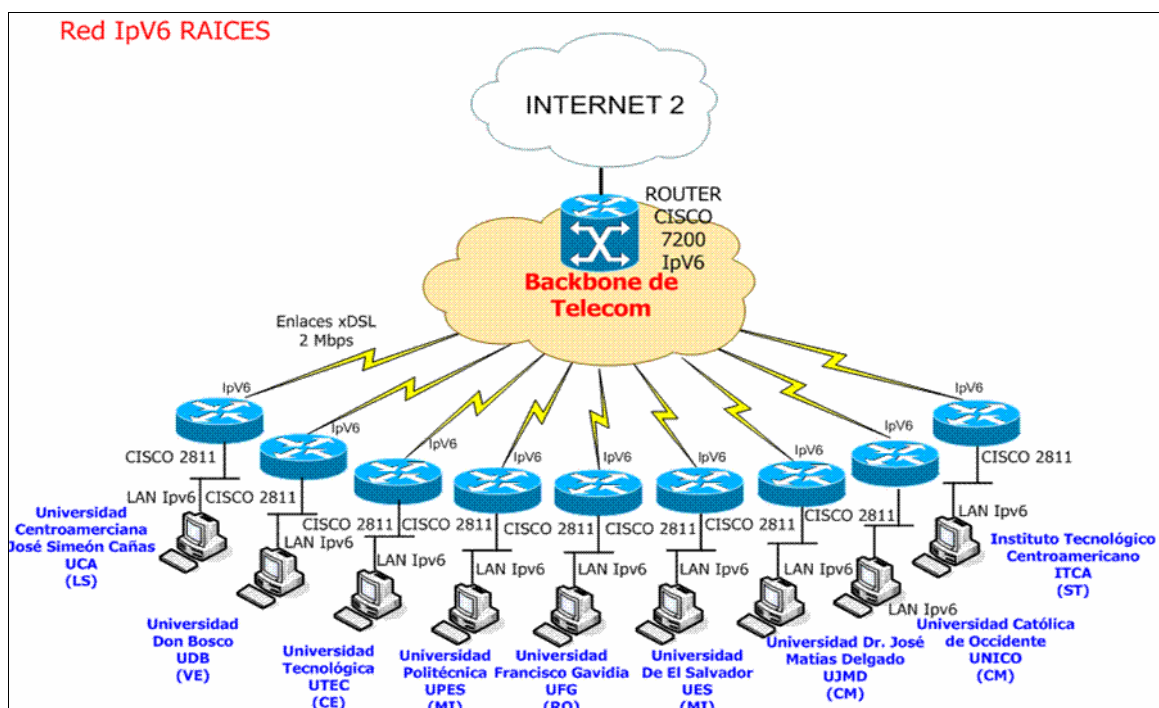 Red IpV6 RAICES
INTERNET 2
ROUTER
CISCO
7200
IpV6
Backbone de
Telecom
Enlaces xDSL
2 Mbps
IpV6
IpV6
IpV6
IpV6
IpV6
IpV6
IpV6
IpV6
IpV6
CISCO 2811
CISCO 2811
CISCO 2811
CISCO 2811
CISCO 2811
CISCO 2811
CISCO 2811
CISCO 2811
CISCO 2811
LAN Ipv6
LAN Ipv6
LAN Ipv6
LAN Ipv6
LAN Ipv6
LAN Ipv6
LAN Ipv6
LAN Ipv6
LAN Ipv6
Universidad
Centroamerciana
José Simeón Cañas
UCA
(LS)
Universidad
Don Bosco
UDB
(VE)
Universidad
Tecnológica
UTEC
(CE)
Universidad
Politécnica
UPES
(MI)
Universidad
Francisco Gavidia
UFG
(RO)
Universidad
De El Salvador
UES
(MI)
Universidad Dr. José
Matías Delgado
UJMD
(CM)
Universidad Católica
de Occidente
UNICO
(CM)
Instituto Tecnológico
Centroamericano
ITCA
(ST)